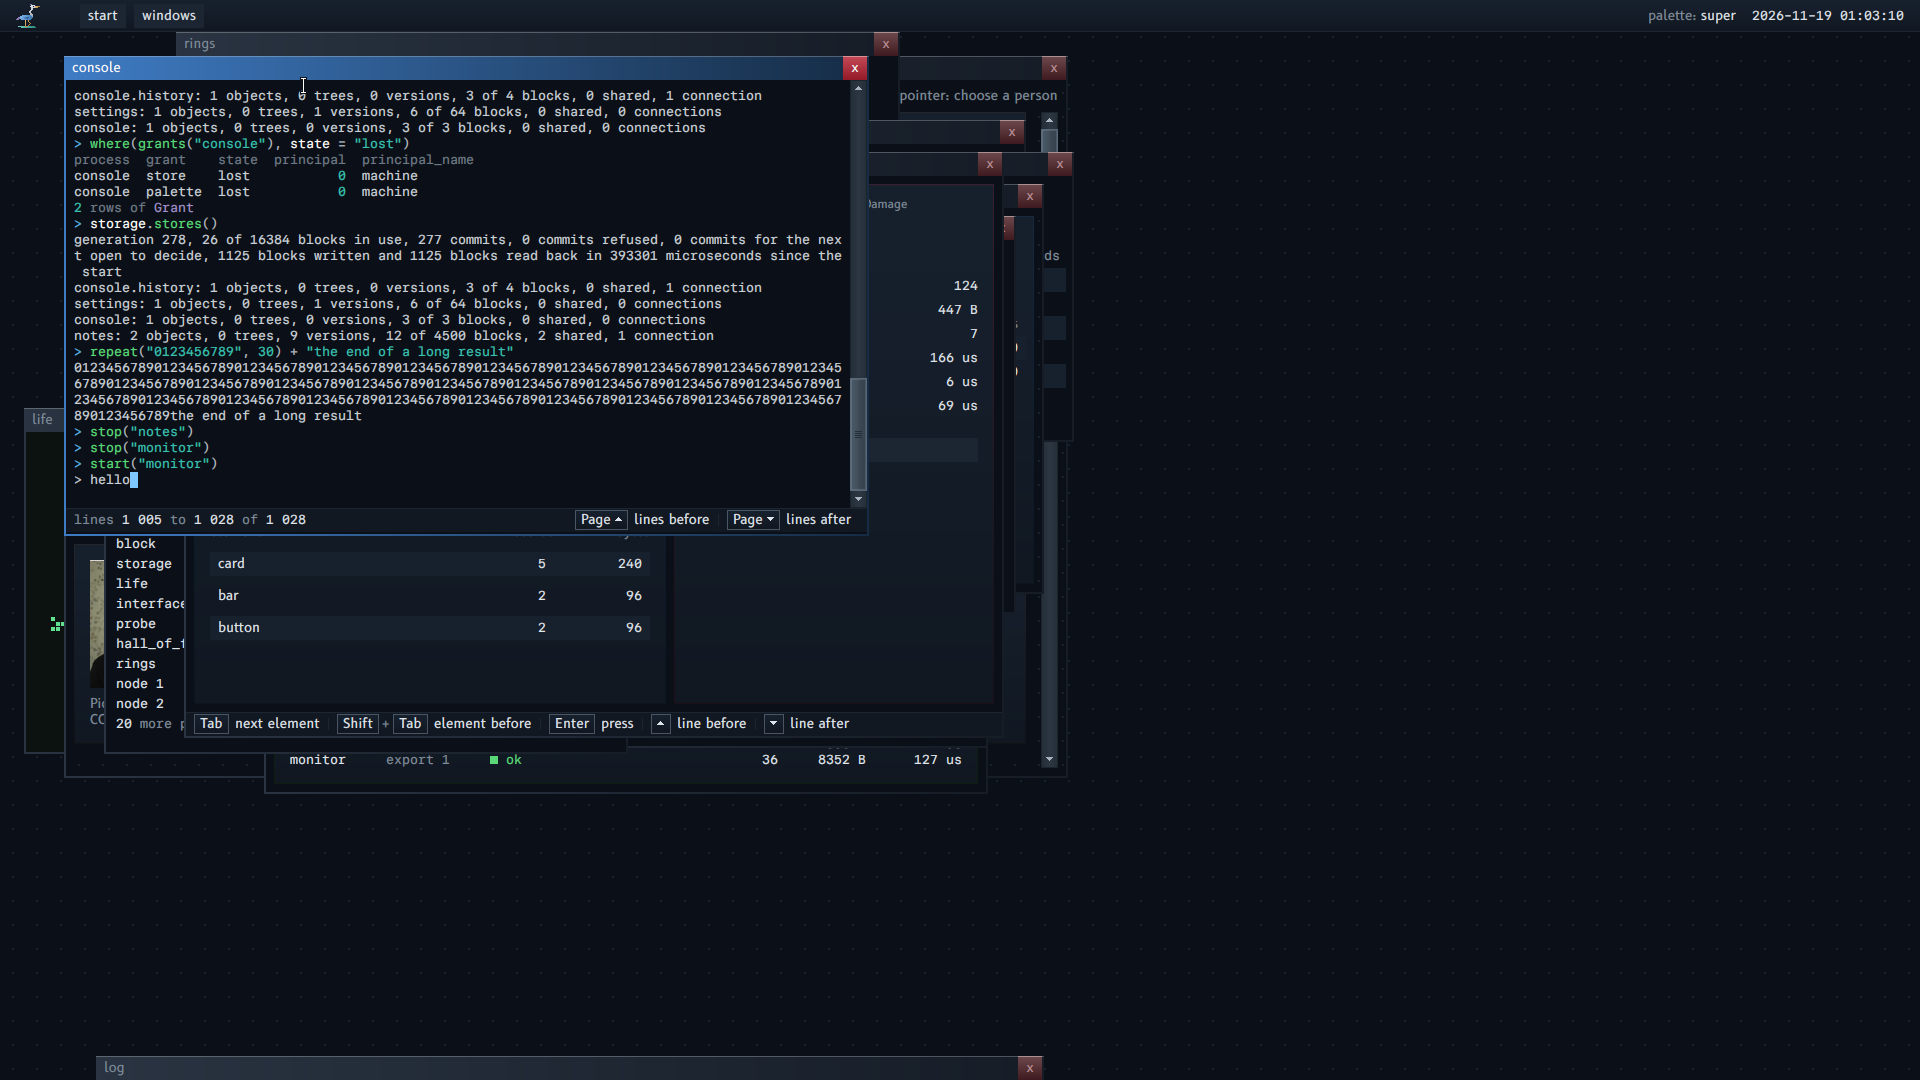 start windows palette: super 2026-11-19 01:03:10
rings x
console x
x
console.history: 1 objects, 0 trees, 0 versions, 3 of 4 blocks, 0 shared, 1 connection
pointer: choose a person
settings: 1 objects, 0 trees, 1 versions, 6 of 64 blocks, 0 shared, 0 connections
console: 1 objects, 0 trees, 0 versions, 3 of 3 blocks, 0 shared, 0 connections
x
> where(grants("console"), state = "lost")
process grant state principal principal_name
x x
console store lost 0 machine
console palette lost 0 machine
x
2 rows of Grant
Damage
> storage.stores()
generation 278, 26 of 16384 blocks in use, 277 commits, 0 commits refused, 0 commits for the nex
t open to decide, 1125 blocks written and 1125 blocks read back in 393301 microseconds since the
ds
start
console.history: 1 objects, 0 trees, 0 versions, 3 of 4 blocks, 0 shared, 1 connection
124
settings: 1 objects, 0 trees, 1 versions, 6 of 64 blocks, 0 shared, 0 connections
447 B
console: 1 objects, 0 trees, 0 versions, 3 of 3 blocks, 0 shared, 0 connections
notes: 2 objects, 0 trees, 9 versions, 12 of 4500 blocks, 2 shared, 1 connection
7
> repeat("0123456789", 30) + "the end of a long result"
166 us
012345678901234567890123456789012345678901234567890123456789012345678901234567890123456789012345
678901234567890123456789012345678901234567890123456789012345678901234567890123456789012345678901
6 us
234567890123456789012345678901234567890123456789012345678901234567890123456789012345678901234567
69 us
890123456789the end of a long result
life
> stop("notes")
> stop("monitor")
> start("monitor")
> hello
lines 1 005 to 1 028 of 1 028 Page lines before Page lines after
block
storage
card 5 240
life
bar 2 96
interface
probe
button 2 96
hall_of_
rings
node 1
node 2
Pi
CC
20 more
Tab next element Shift + Tab element before Enter press line before line after
monitor export 1 ok 36 8352 B 127 us
log x